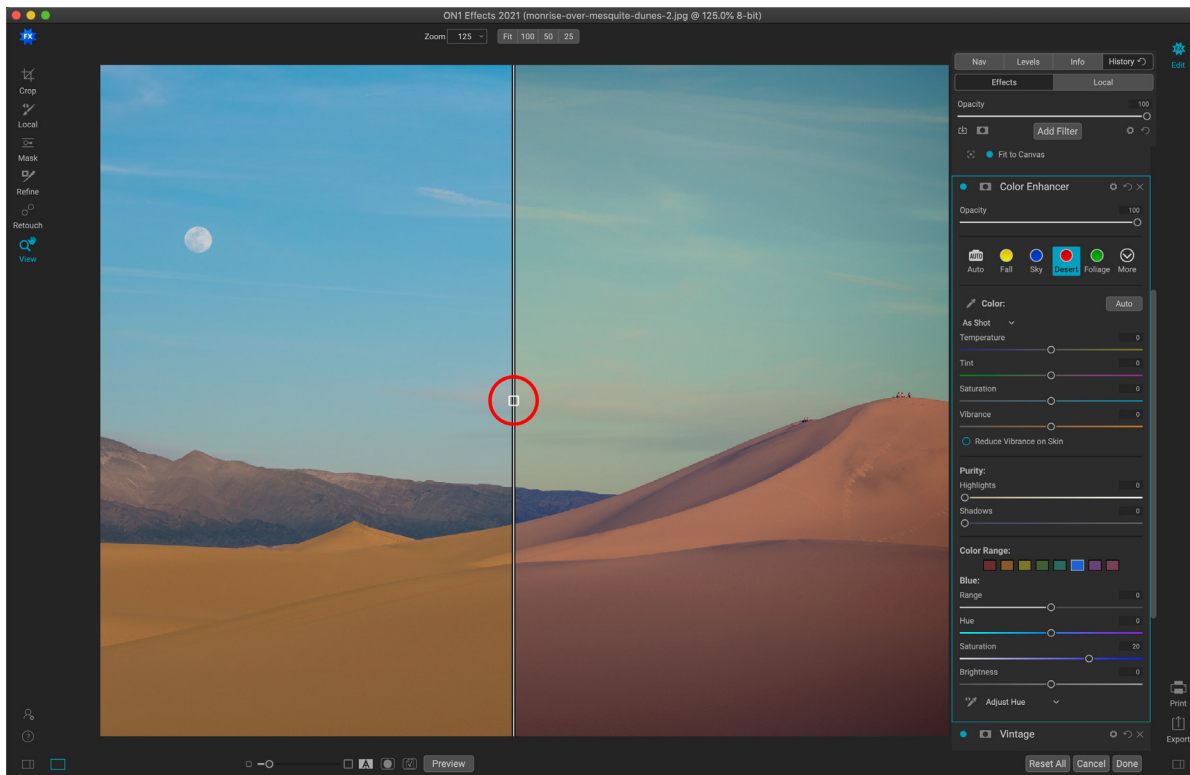 ON1 Effects 2021 (monrise-over-mesquite-dunes-2.jpg @ 125.0% 8-bit)
FX
Zoom 125 Fit 100 50 25
Edit
Crop
Local
Mask
Refine
Retouch
View
Nav Levels Info History
Effects Local
Opacity 100
Add Filter
Fit to Canvas
Color Enhancer
Opacity 100
AUTO
Auto Fall Sky Desert Foliage More
Color: Auto
As Shot
Temperature 0
Tint 0
Saturation 0
Vibrance 0
Reduce Vibrance on Skin
Purity:
Highlights 0
Shadows 0
Color Range:
Blue:
Range 0
Hue 0
Saturation 20
Brightness 0
Adjust Hue
Vintage
Print
Export
?
A
Preview
Reset All Cancel Done